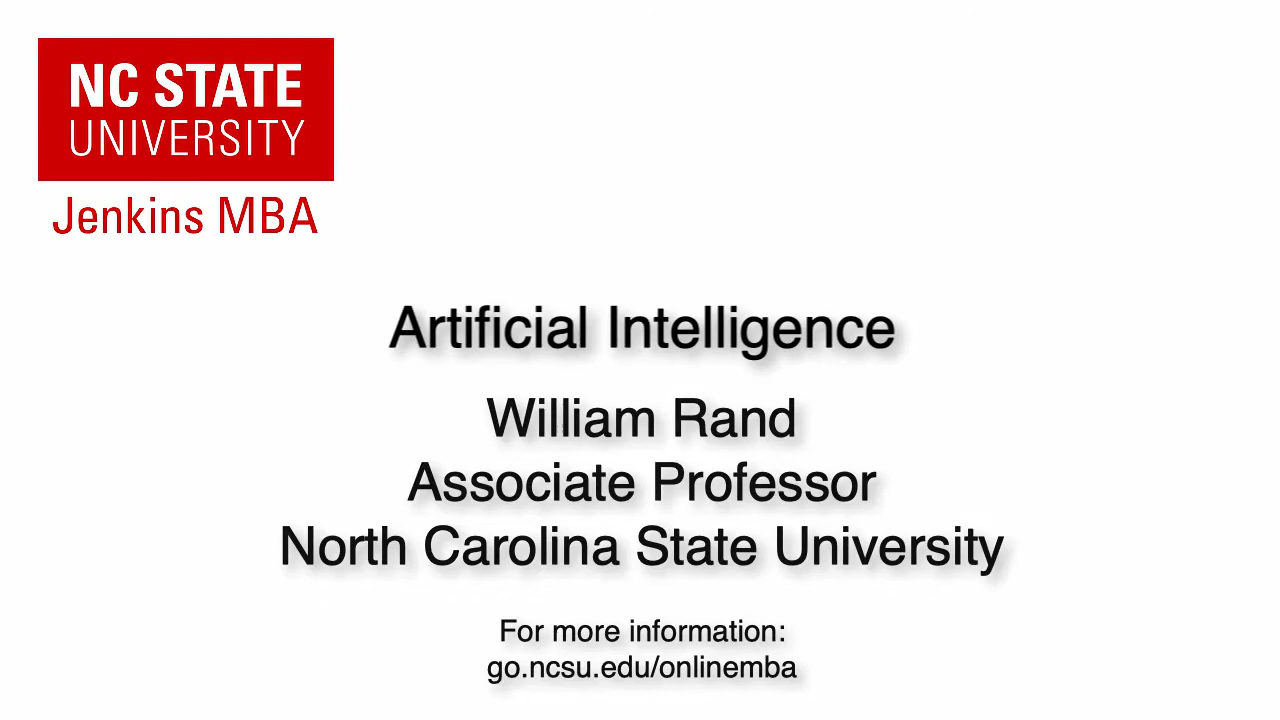 NC STATE
UNIVERSITY
Jenkins MBA
Artificial Intelligence
William Rand
Associate Professor
North Carolina State University
For more information:
go.ncsu.edu/onlinemba